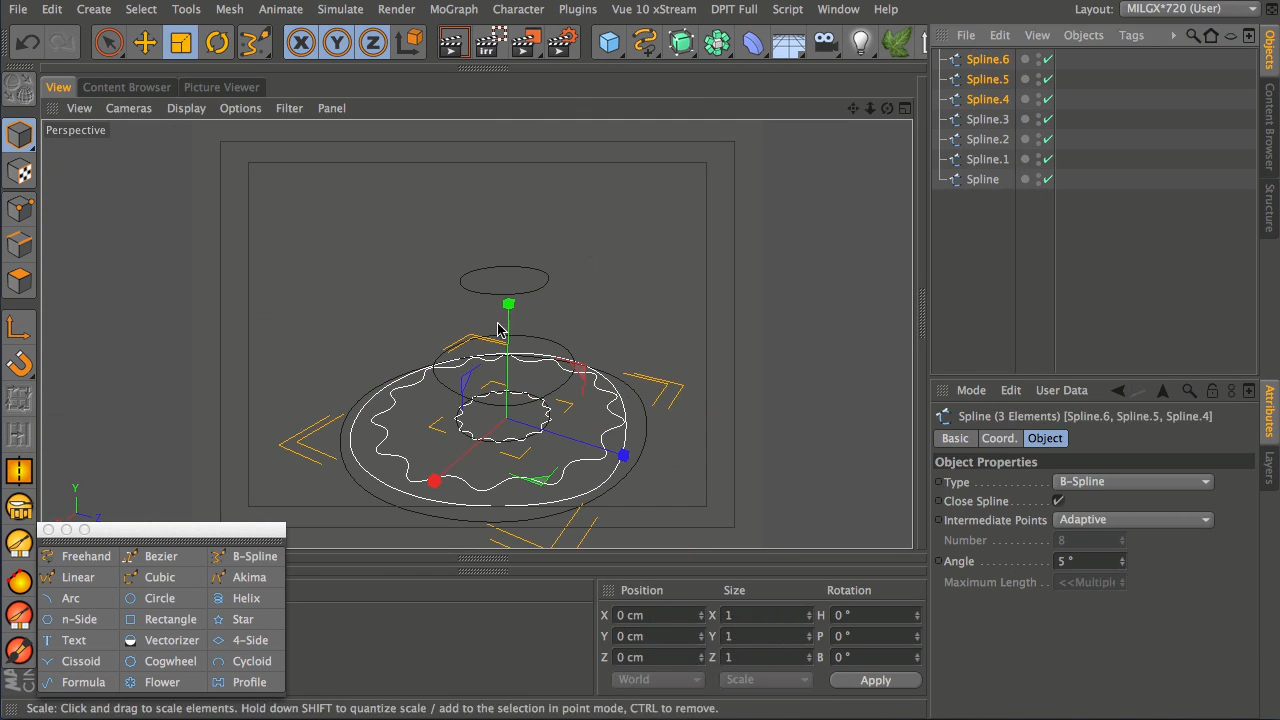 File Edit Create Select Tools Mesh Animate Simulate Render MoGraph Character Plugins Vue 10 xStream DPIT Full Script Window Help Layout: MILGX*720 (User)
X Y Z
View Content Browser Picture Viewer
View Cameras Display Options Filter Panel
Perspective
File Edit View Objects Tags
Spline.6
Spline.5
Spline.4
Spline.3
Spline.2
Spline.1
Spline
Objects
Content Browser
Structure
Attributes
Layers
Mode Edit User Data
Spline (3 Elements) [Spline.6, Spline.5, Spline.4]
Basic Coord. Object
Object Properties
Type B-Spline
Close Spline
Intermediate Points Adaptive
Number 8
Angle 5 °
Maximum Length <<Multiple
Y
Freehand Bezier B-Spline
Linear Cubic Akima
Arc Circle Helix
n-Side Rectangle Star
Text Vectorizer 4-Side
Cissoid Cogwheel Cycloid
Formula Flower Profile
Position Size Rotation
X 0 cm X 1 H 0 °
Y 0 cm Y 1 P 0 °
Z 0 cm Z 1 B 0 °
World Scale Apply
Scale: Click and drag to scale elements. Hold down SHIFT to quantize scale / add to the selection in point mode, CTRL to remove.